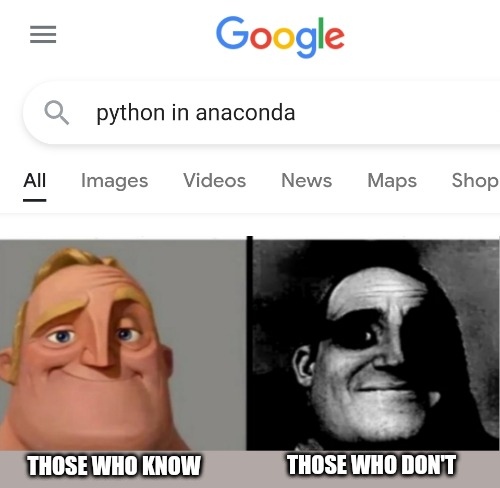 Google
python in anaconda
All Images Videos News Maps Shop
THOSE WHO KNOW THOSE WHO DON'T